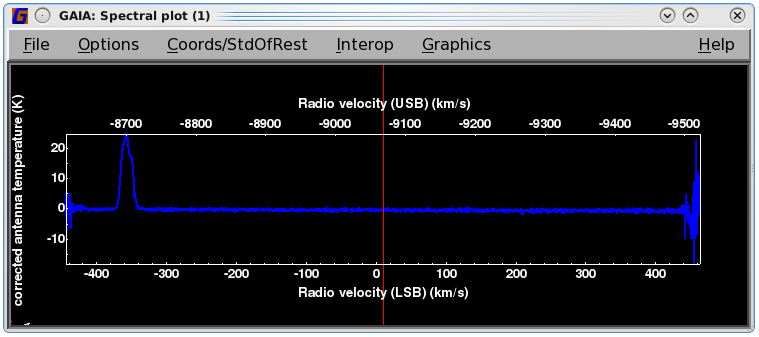 GAIA: Spectral plot (1)
File Options Coords/StdOfRest Interop Graphics Help
Radio velocity (USB) (km/s)
-8700 -8800 -8900 -9000 -9100 -9200 -9300 -9400 -9500
corrected antenna temperature (K)
20
10
0
-10
-400 -300 -200 -100 0 100 200 300 400
Radio velocity (LSB) (km/s)